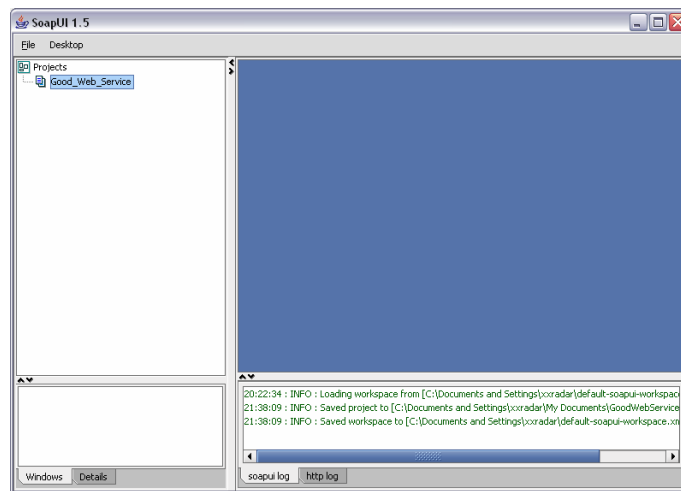 SoapUI 1.5
File Desktop
Projects
Good_Web_Service
20:22:34 : INFO : Loading workspace from [C:\Documents and Settings\xxradar\default-soapui-workspace
21:38:09 : INFO : Saved project to [C:\Documents and Settings\xxradar\My Documents\GoodWebService
21:38:09 : INFO : Saved workspace to [C:\Documents and Settings\xxradar\default-soapui-workspace.xm
Windows Details
soapui log http log